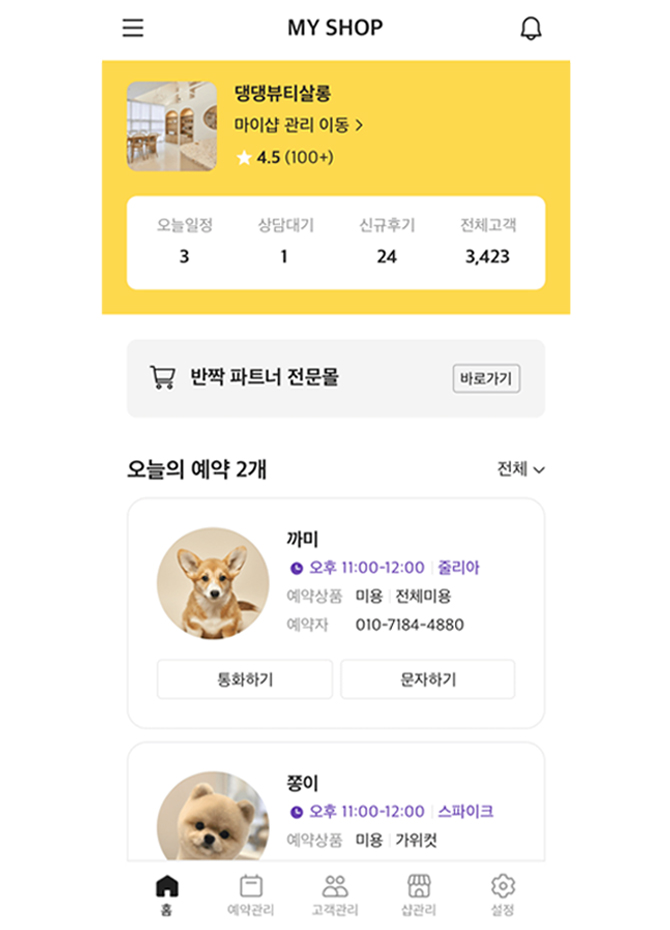 MY SHOP
댕댕뷰티살롱
마이샵 관리 이동 >
4.5 (100+)
오늘일정 상담대기 신규후기 전체고객
3 1 24 3,423
반짝 파트너 전문몰 바로가기
오늘의 예약 2개 전체
까미
오후 11:00-12:00 줄리아
예약상품 미용 전체미용
예약자 010-7184-4880
통화하기 문자하기
쫑이
오후 11:00-12:00 스파이크
예약상품 미용 가위컷
홈 예약관리 고객관리 샵관리 설정